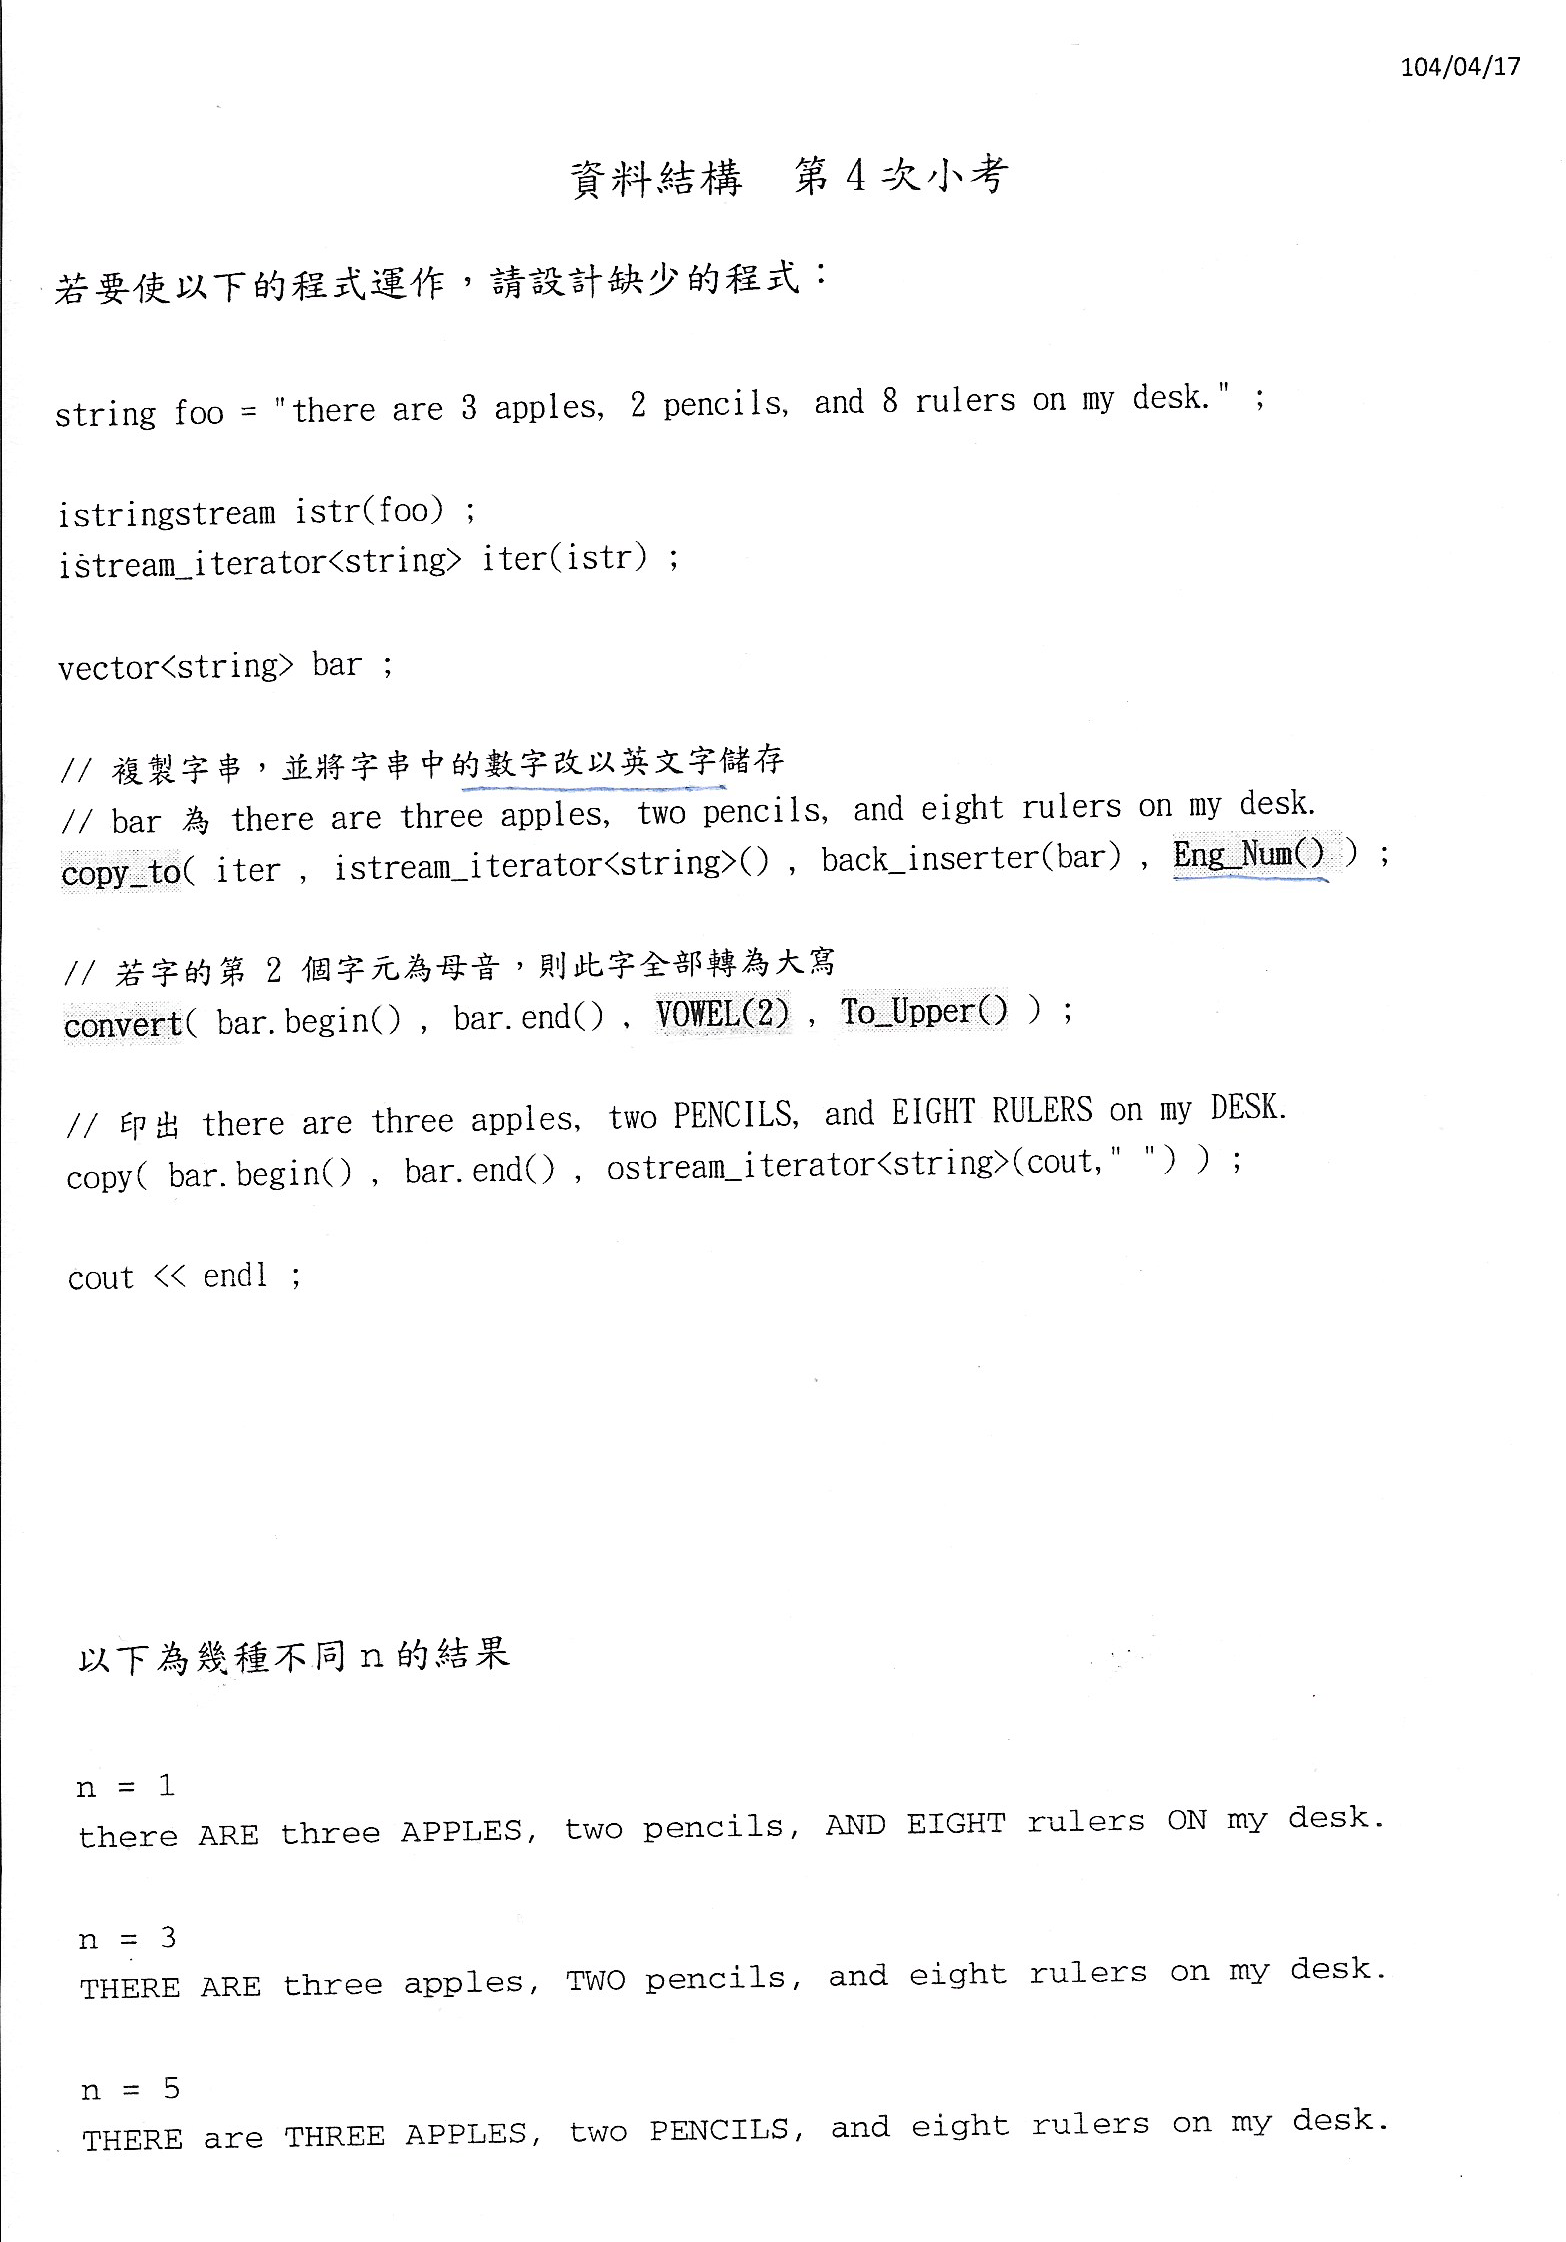 104/04/17
資料結構 第 4 次小考
若要使以下的程式運作，請設計缺少的程式：
string foo = "there are 3 apples, 2 pencils, and 8 rulers on my desk." ;
istringstream istr(foo) ;
istream_iterator<string> iter(istr) ;
vector<string> bar ;
// 複製字串，並將字串中的數字改以英文字儲存
// bar 為 there are three apples, two pencils, and eight rulers on my desk.
copy_to( iter , istream_iterator<string>() , back_inserter(bar) , Eng_Num() ) ;
// 若字的第 2 個字元為母音，則此字全部轉為大寫
convert( bar.begin() , bar.end() , VOWEL(2) , To_Upper() ) ;
// 印出 there are three apples, two PENCILS, and EIGHT RULERS on my DESK.
copy( bar.begin() , bar.end() , ostream_iterator<string>(cout," ") ) ;
cout << endl ;
以下為幾種不同 n 的結果
n = 1
there ARE three APPLES, two pencils, AND EIGHT rulers ON my desk.
n = 3
THERE ARE three apples, TWO pencils, and eight rulers on my desk.
n = 5
THERE are THREE APPLES, two PENCILS, and eight rulers on my desk.